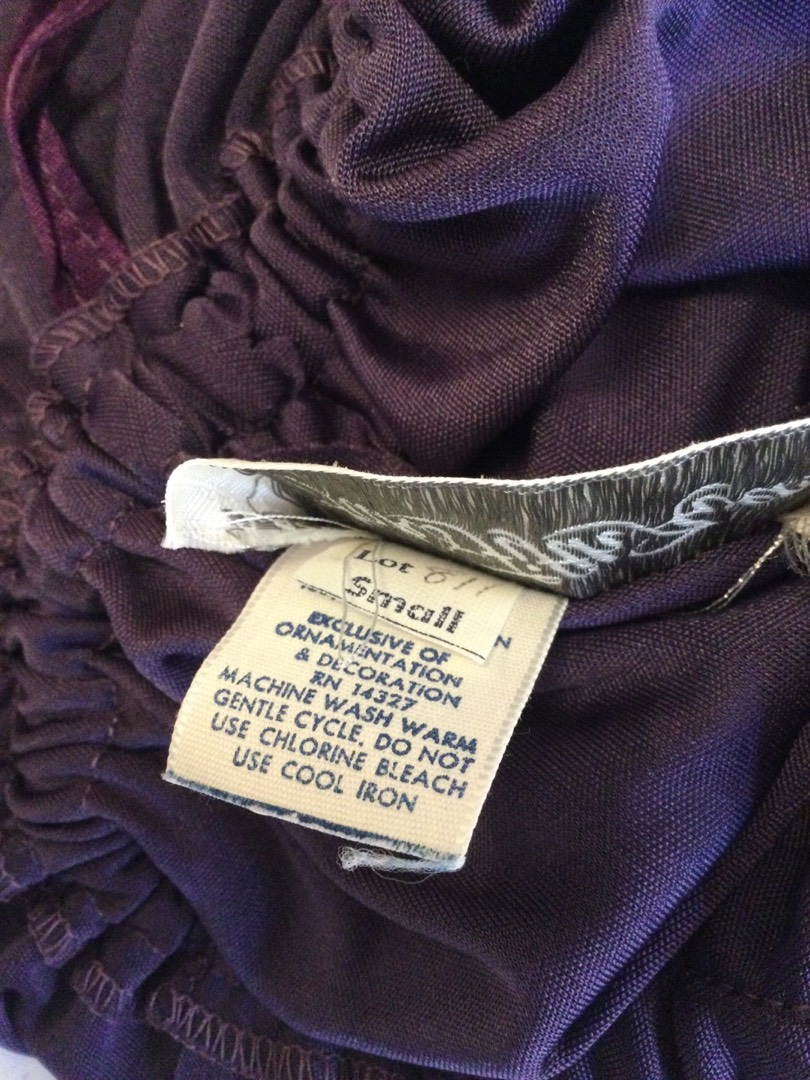 Lot 811
Small
N
EXCLUSIVE OF
ORNAMENTATION
& DECORATION
RN 14327
MACHINE WASH WARM
GENTLE CYCLE. DO NOT
USE CHLORINE BLEACH
USE COOL IRON